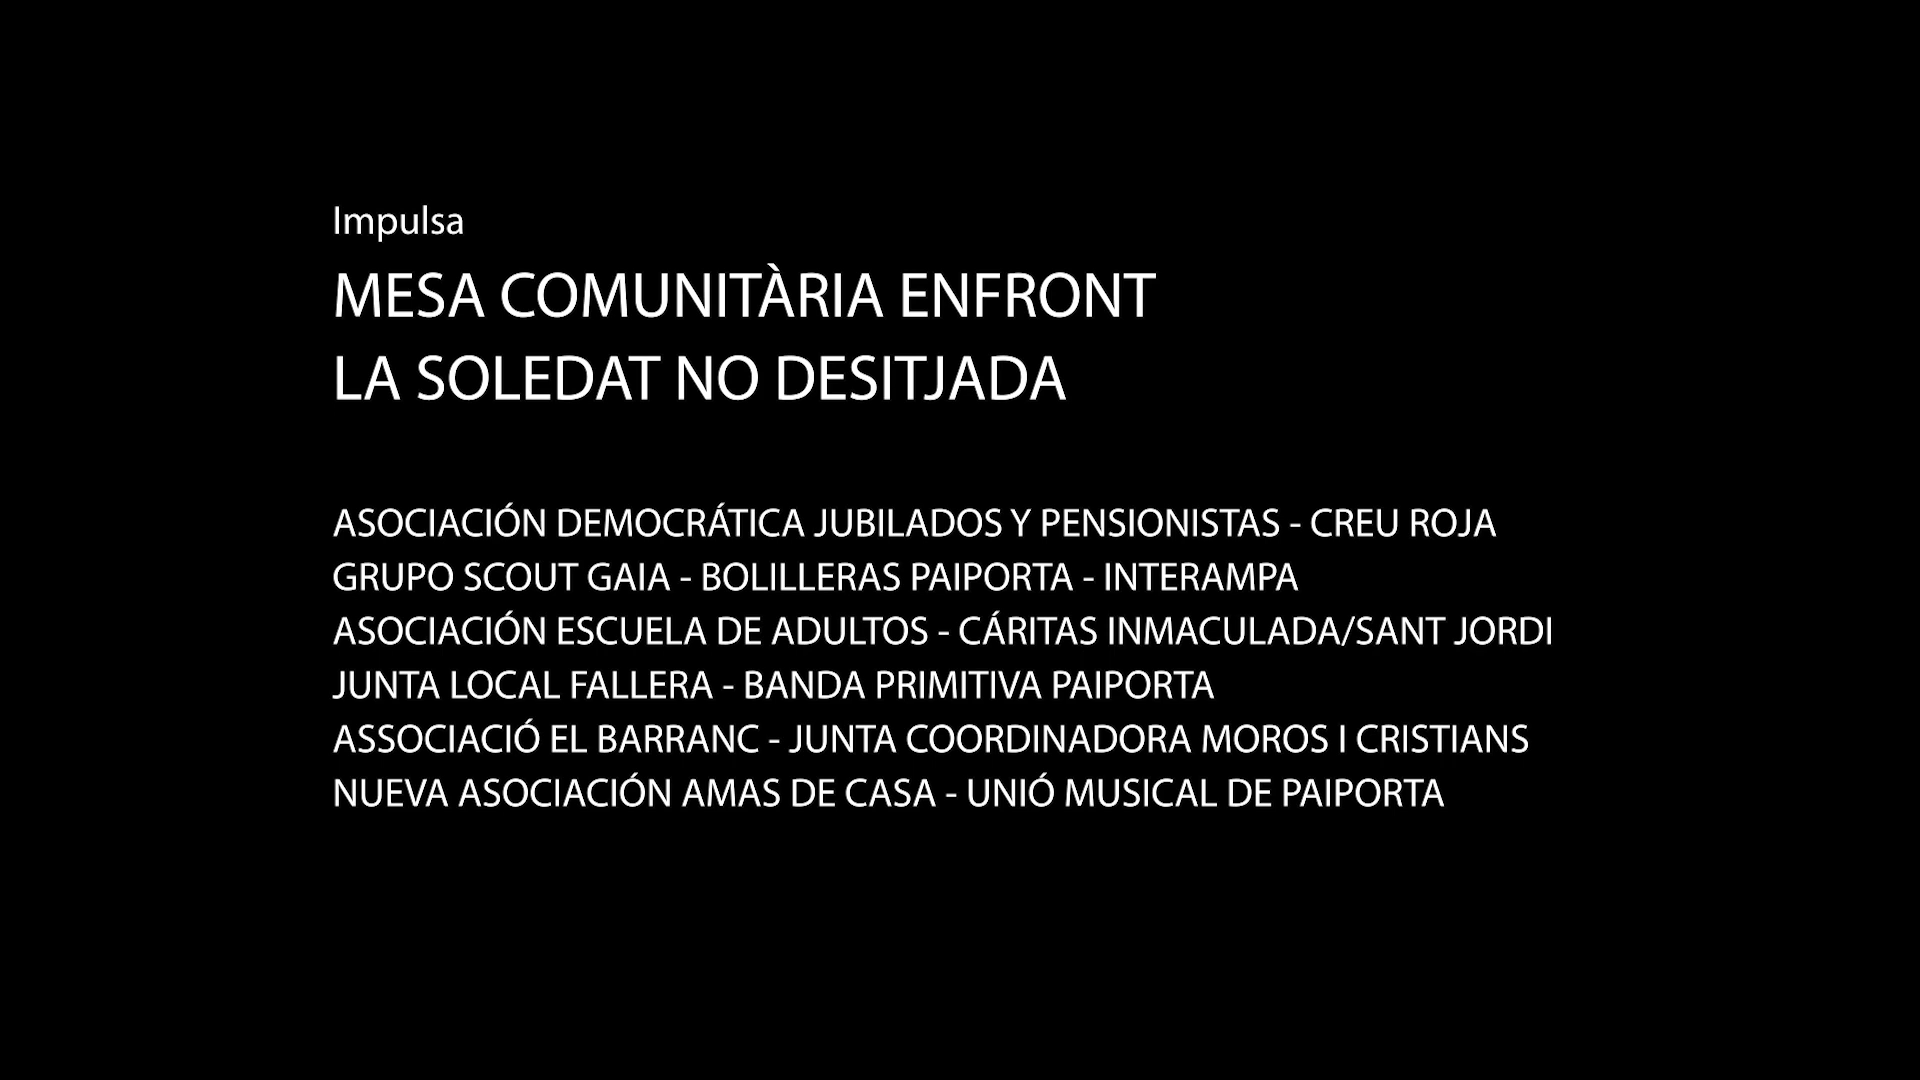 Impulsa
MESA COMUNITÀRIA ENFRONT
LA SOLEDAT NO DESITJADA
ASOCIACIÓN DEMOCRÁTICA JUBILADOS Y PENSIONISTAS - CREU ROJA
GRUPO SCOUT GAIA - BOLILLERAS PAIPORTA - INTERAMPA
ASOCIACIÓN ESCUELA DE ADULTOS - CÁRITAS INMACULADA/SANT JORDI
JUNTA LOCAL FALLERA - BANDA PRIMITIVA PAIPORTA
ASSOCIACIÓ EL BARRANC - JUNTA COORDINADORA MOROS I CRISTIANS
NUEVA ASOCIACIÓN AMAS DE CASA - UNIÓ MUSICAL DE PAIPORTA